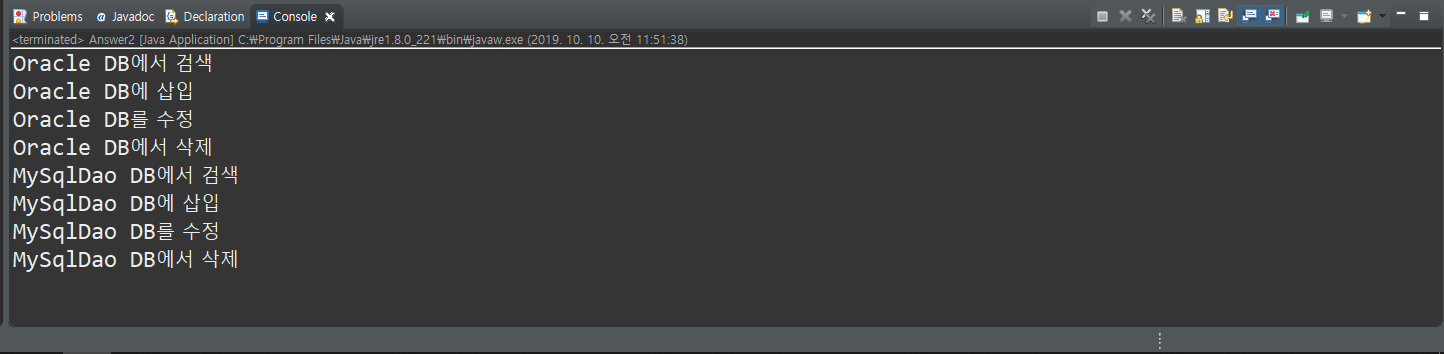 Problems Javadoc Declaration Console
<terminated> Answer2 [Java Application] C:₩Program Files₩Java₩jre1.8.0_221₩bin₩javaw.exe (2019. 10. 10. 오전 11:51:38)
Oracle DB에서 검색
Oracle DB에 삽입
Oracle DB를 수정
Oracle DB에서 삭제
MySqlDao DB에서 검색
MySqlDao DB에 삽입
MySqlDao DB를 수정
MySqlDao DB에서 삭제